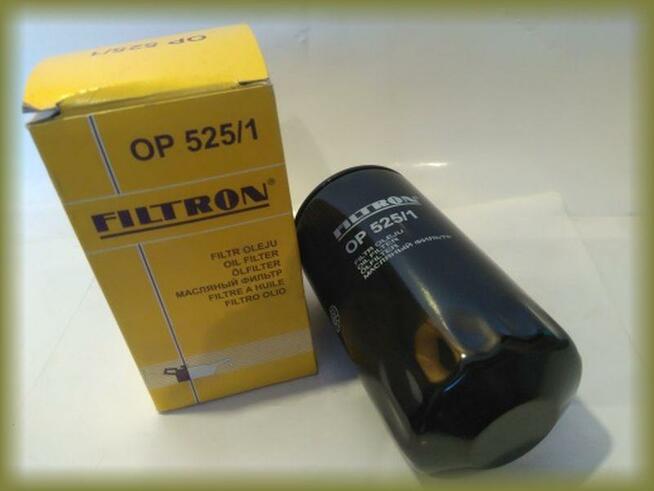 OP 525/1
OP 525/1
FILTRON®
FILTR OLEJU
OIL FILTER
ÖLFILTER
МАСЛЯНЫЙ ФИЛЬТР
FILTRE A HUILE
FILTRO OLIO
FILTRON
OP 525/1
FILTR OLEJU
OIL FILTER
ÖLFILTER
МАСЛЯНЫЙ ФИЛЬТР